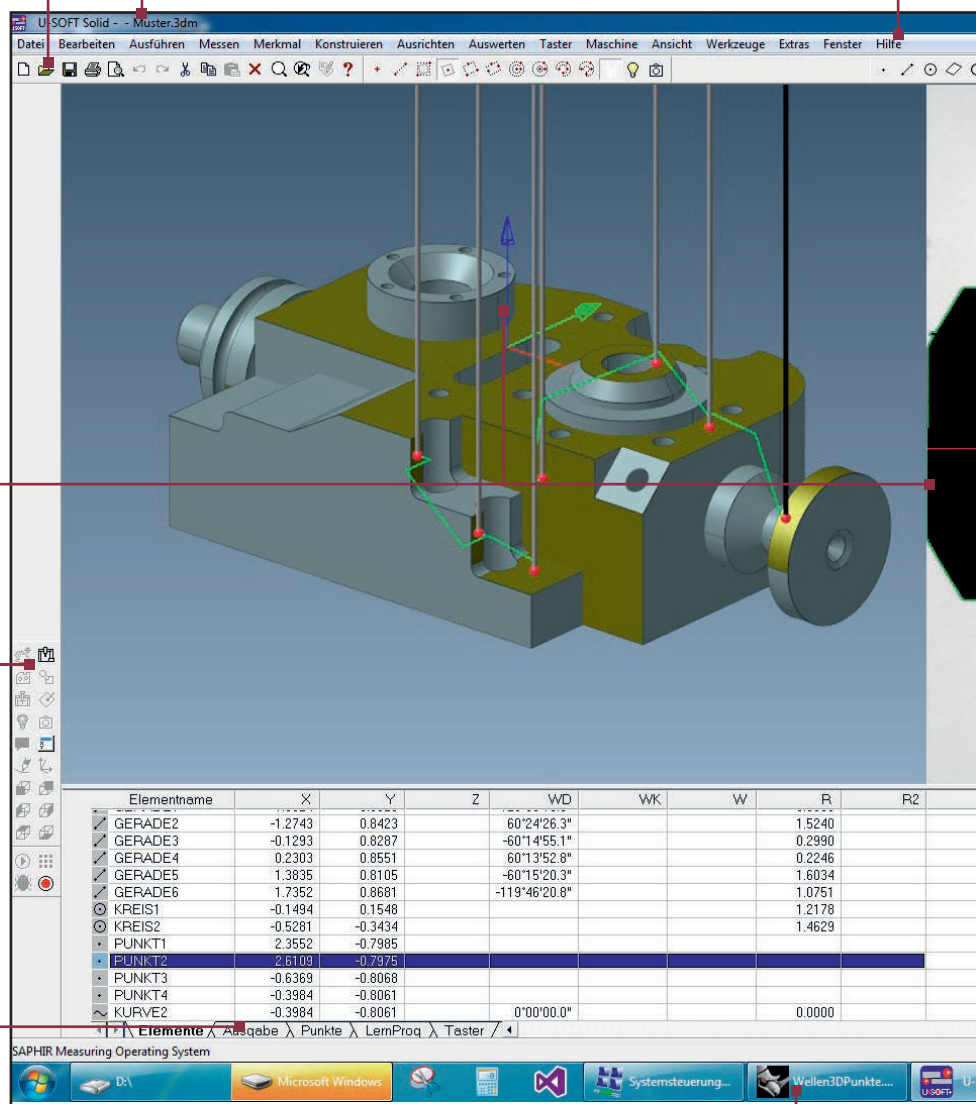 U-SOFT Solid - - Muster.3dm
Datei Bearbeiten Ausführen Messen Merkmal Konstruieren Ausrichten Auswerten Taster Maschine Ansicht Werkzeuge Extras Fenster Hilfe
Elementname X Y Z WD WK W R R2
GERADE2 -1.2743 0.8423 60°24'26.3" 1.5240
GERADE3 -0.1293 0.8287 -60°14'55.1" 0.2990
GERADE4 0.2303 0.8551 60°13'52.8" 0.2246
GERADE5 1.3835 0.8105 -60°15'20.3" 1.6034
GERADE6 1.7352 0.8681 -119°46'20.8" 1.0751
KREIS1 -0.1494 0.1548 1.2178
KREIS2 -0.5281 -0.3434 1.4629
PUNKT1 2.3552 -0.7985
PUNKT2 2.6109 -0.7975
PUNKT3 -0.6369 -0.8068
PUNKT4 -0.3984 -0.8061
KURVE2 -0.3984 -0.8061 0°00'00.0" 0.0000
Elemente Ausgabe Punkte LernProg Taster
SAPHIR Measuring Operating System
D:\ Microsoft Windows Systemsteuerung... Wellen3DPunkte.... U-SOFT+ U-